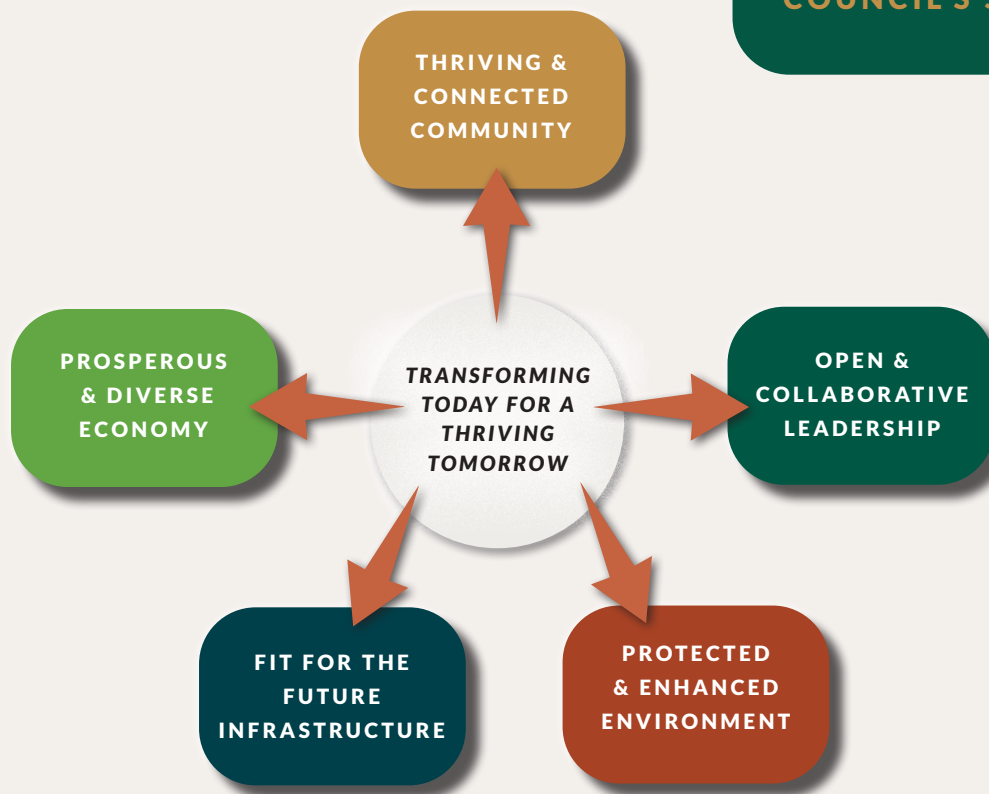 COUNCIL'S
THRIVING &
CONNECTED
COMMUNITY
PROSPEROUS
& DIVERSE
ECONOMY
TRANSFORMING
TODAY FOR A
THRIVING
TOMORROW
OPEN &
COLLABORATIVE
LEADERSHIP
FIT FOR THE
FUTURE
INFRASTRUCTURE
PROTECTED
& ENHANCED
ENVIRONMENT